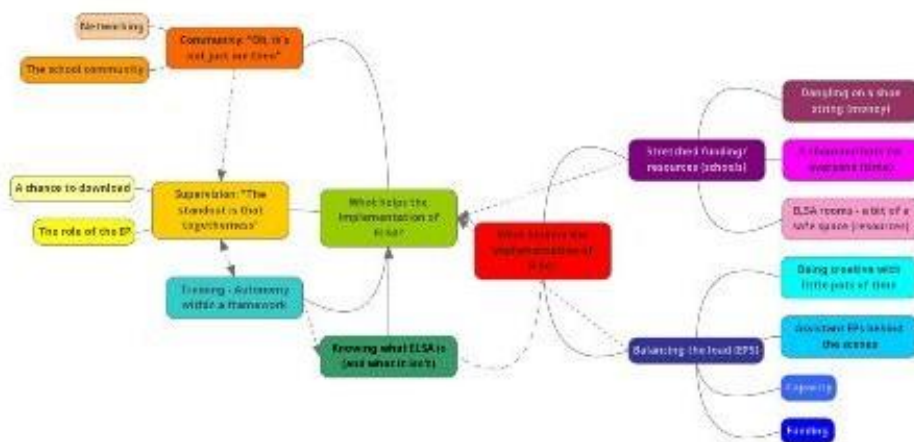 Networking
Community: "Oh, it's
not just me then"
The school community
A chance to download
Supervision: "The
standout is that
togetherness"
The role of the EP
Training - Autonomy
within a framework
What helps the
implementation of
ELSA?
Knowing what ELSA is
(and what it isn't)
What hinders the
implementation of
ELSA?
Stretched funding/
resources (schools)
Dangling on a shoe
string (money)
(time)
ELSA rooms - a bit of a
safe space (resources)
Balancing the load (EPS)
Being creative with
little pots of time
Assistant EPs behind
the scenes
Capacity
Funding